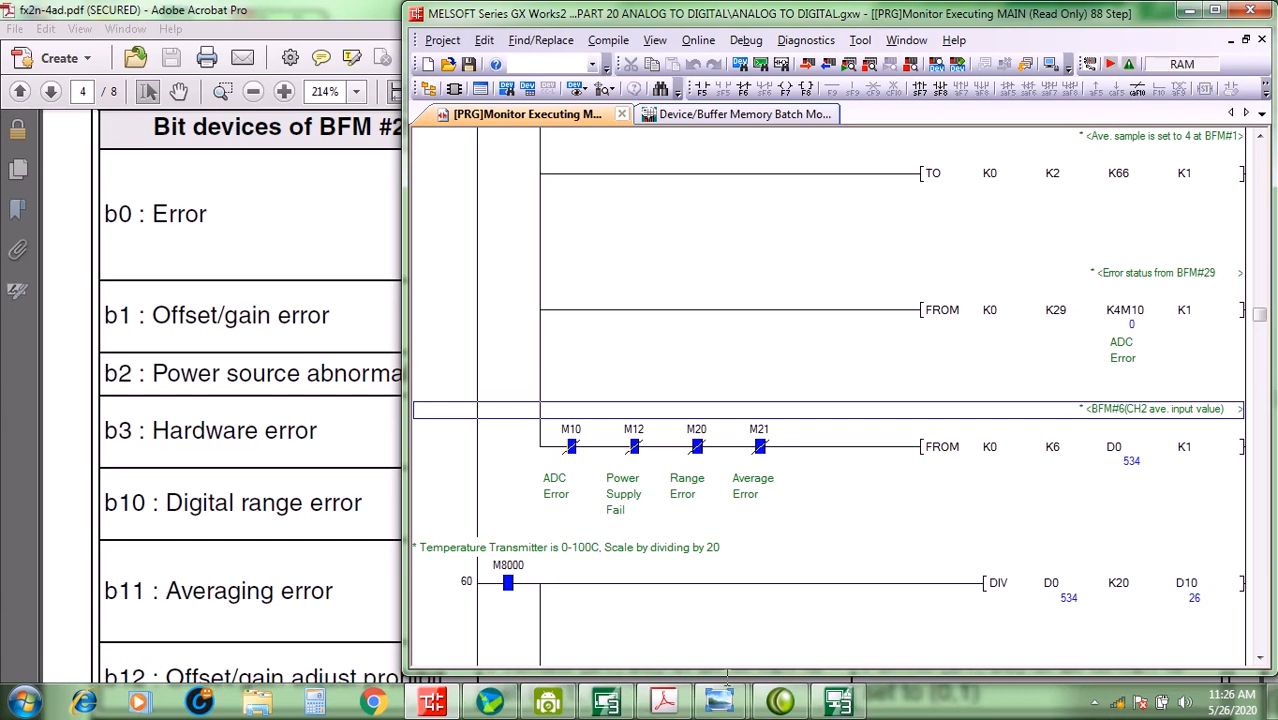 fx2n-4ad.pdf (SECURED) - Adobe Acrobat Pro
File Edit View Window Help
Create
4 / 8 214%
Bit devices of BFM #2
b0 : Error
b1 : Offset/gain error
b2 : Power source abnorma
b3 : Hardware error
b10 : Digital range error
b11 : Averaging error
b12 : Offset/gain adjust pro
MELSOFT Series GX Works2 ...PART 20 ANALOG TO DIGITAL\ANALOG TO DIGITAL.gxw - [[PRG]Monitor Executing MAIN (Read Only) 88 Step]
Project Edit Find/Replace Compile View Online Debug Diagnostics Tool Window Help
RAM
[PRG]Monitor Executing M... Device/Buffer Memory Batch Mo...
* <Ave. sample is set to 4 at BFM#1>
TO K0 K2 K66 K1
* <Error status from BFM#29 >
FROM K0 K29 K4M10 K1
0
ADC
Error
* <BFM#6(CH2 ave. input value) >
M10 M12 M20 M21
FROM K0 K6 D0 K1
534
ADC Power Range Average
Error Supply Error Error
Fail
* Temperature Transmitter is 0-100C, Scale by dividing by 20
M8000
60 DIV D0 K20 D10
534 26
11:26 AM
5/26/2020